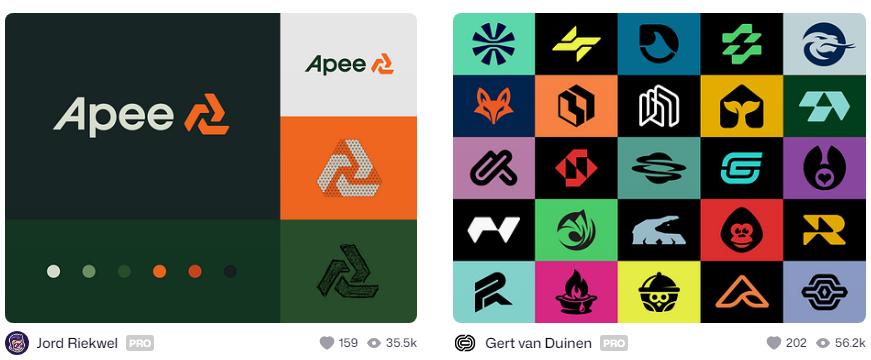 Apee
Apee
Jord Riekwel PRO 159 35.5k
Gert van Duinen PRO 202 56.2k